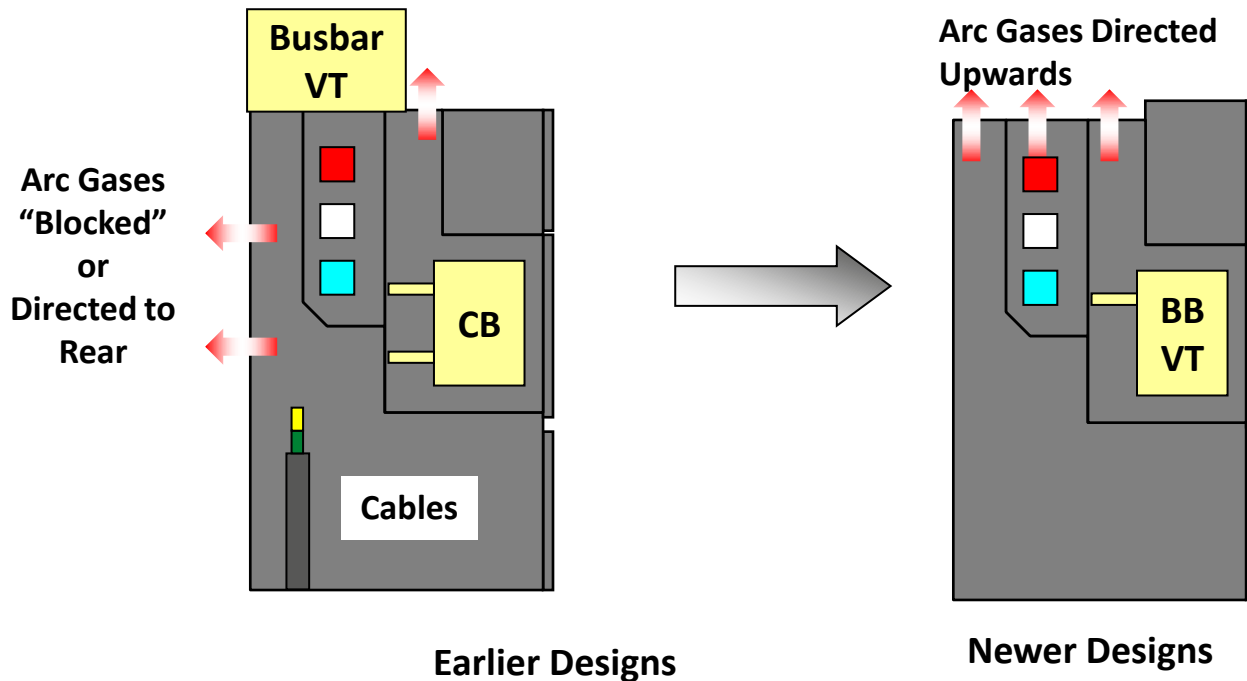 Busbar
VT
Arc Gases
“Blocked”
or
Directed to
Rear
CB
Cables
Earlier Designs
Arc Gases Directed
Upwards
BB
VT
Newer Designs